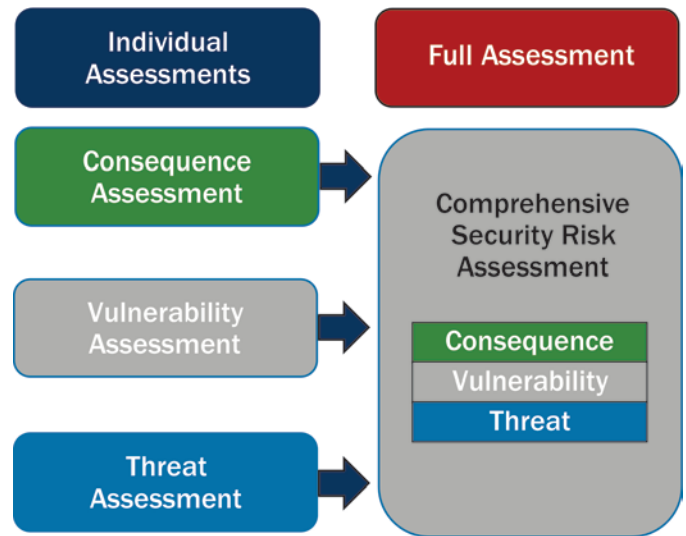 Individual
Assessments
Full Assessment
Consequence
Assessment
Vulnerability
Assessment
Threat
Assessment
Comprehensive
Security Risk
Assessment
Consequence
Vulnerability
Threat